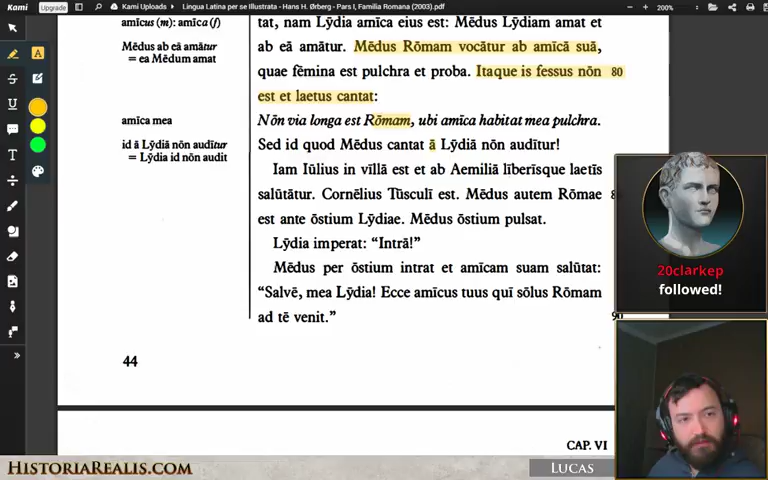 Kami
Upgrade
Kami Uploads
Lingua Latina per se Illustrata - Hans H. Ørberg - Pars I, Familia Romana (2003).pdf
amīcus (m): amīca (f)
Mēdus ab eā amātur
= ea Mēdum amat
amīca mea
id ā Lȳdiā nōn audītur
= Lȳdia id nōn audit
tat, nam Lȳdia amīca eius est: Mēdus Lȳdiam amat et
ab eā amātur. Mēdus Rōmam vocātur ab amīcā suā,
quae fēmina est pulchra et proba. Itaque is fessus nōn 80
est et laetus cantat:
Nōn via longa est Rōmam, ubi amīca habitat mea pulchra.
Sed id quod Mēdus cantat ā Lȳdiā nōn audītur!
Iam Iūlius in vīllā est et ab Aemiliā līberīsque laetīs
salūtātur. Cornēlius Tūsculī est. Mēdus autem Rōmae
est ante ōstium Lȳdiae. Mēdus ōstium pulsat.
Lȳdia imperat: “Intrā!”
Mēdus per ōstium intrat et amīcam suam salūtat:
“Salvē, mea Lȳdia! Ecce amīcus tuus quī sōlus Rōmam
ad tē venit.” 90
44
CAP. VI
20clarkep
followed!
HISTORIAREALIS.COM
LUCAS